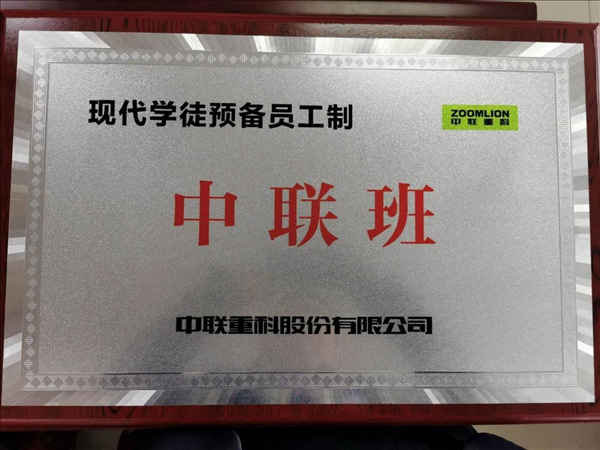 现代学徒预备员工制
ZOOMLION
中联重科
中联班
中联重科股份有限公司